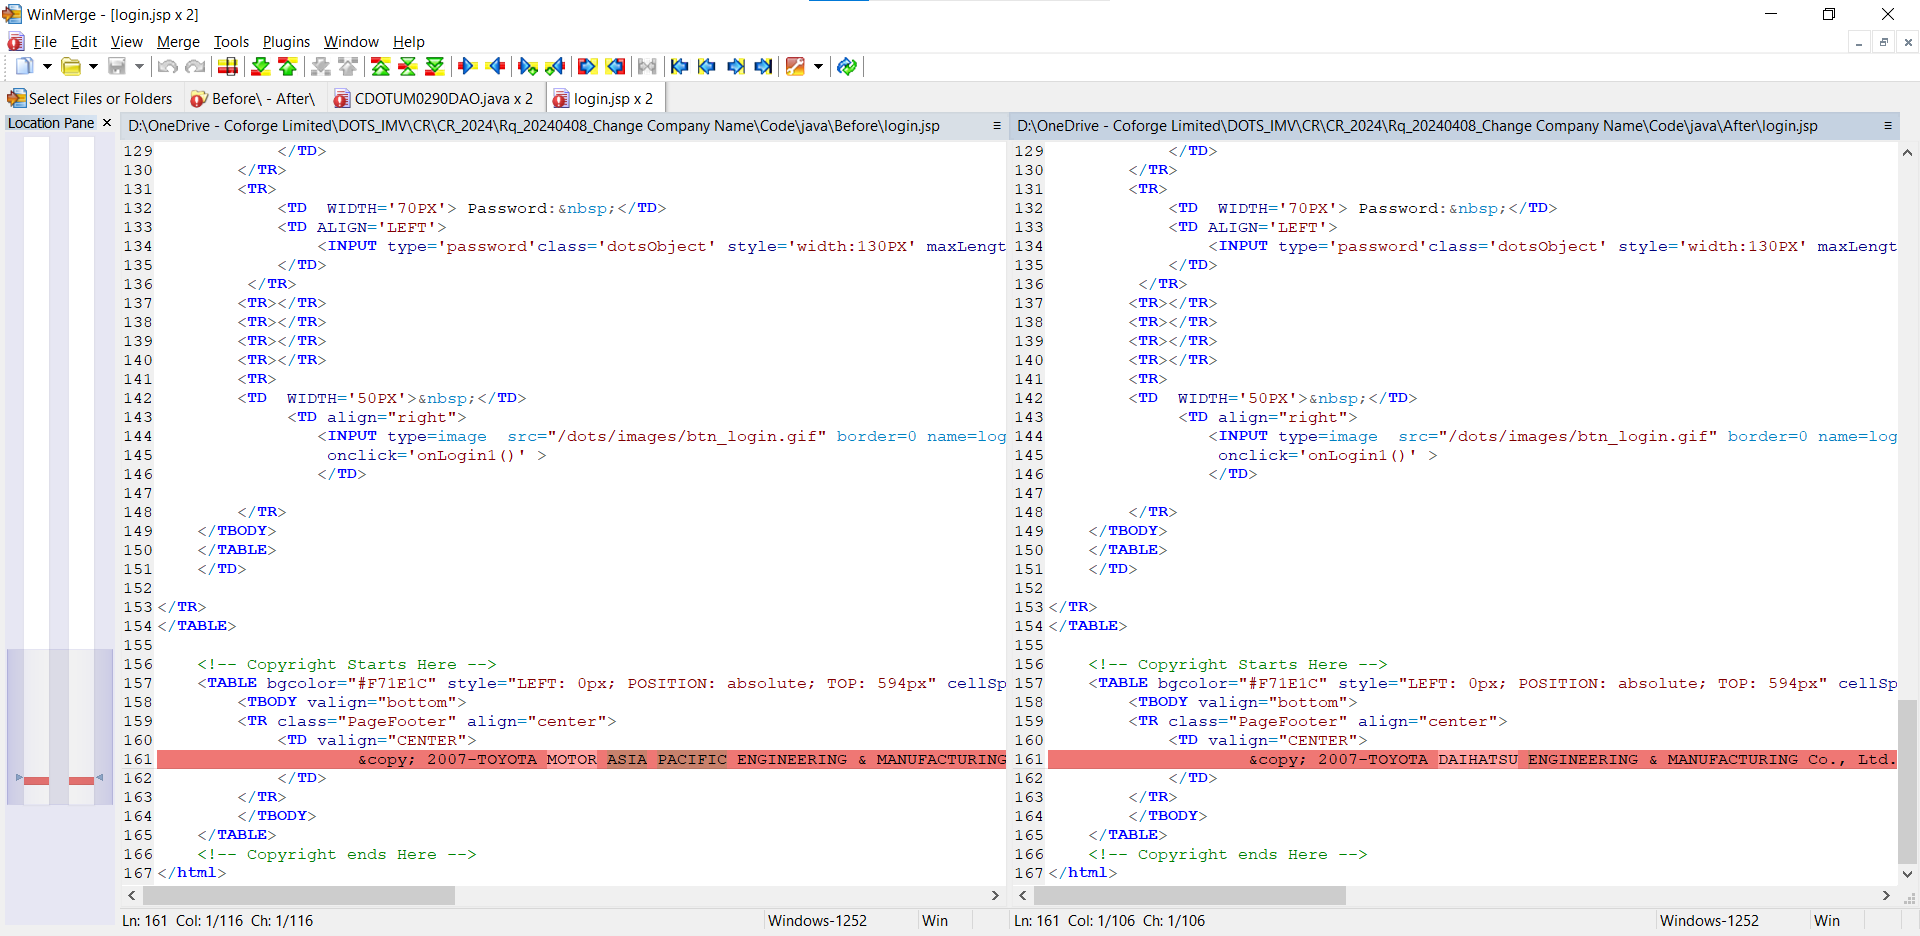 WinMerge - [login.jsp x 2]
File Edit View Merge Tools Plugins Window Help
Select Files or Folders Before\ - After\ CDOTUM0290DAO.java x 2 login.jsp x 2
Location Pane x
D:\OneDrive - Coforge Limited\DOTS_IMV\CR\CR_2024\Rq_20240408_Change Company Name\Code\java\Before\login.jsp
129 </TD>
130 </TR>
131 <TR>
132 <TD  WIDTH='70PX'> Password:&nbsp;</TD>
133 <TD ALIGN='LEFT'>
134 <INPUT type='password'class='dotsObject' style='width:130PX' maxLengt
135 </TD>
136 </TR>
137 <TR></TR>
138 <TR></TR>
139 <TR></TR>
140 <TR></TR>
141 <TR>
142 <TD  WIDTH='50PX'>&nbsp;</TD>
143 <TD align="right">
144 <INPUT type=image  src="/dots/images/btn_login.gif" border=0 name=log
145 onclick='onLogin1()' >
146 </TD>
147
148 </TR>
149 </TBODY>
150 </TABLE>
151 </TD>
152
153 </TR>
154 </TABLE>
155
156 <!-- Copyright Starts Here -->
157 <TABLE bgcolor="#F71E1C" style="LEFT: 0px; POSITION: absolute; TOP: 594px" cellSp
158 <TBODY valign="bottom">
159 <TR class="PageFooter" align="center">
160 <TD valign="CENTER">
161 &copy; 2007-TOYOTA MOTOR ASIA PACIFIC ENGINEERING & MANUFACTURING
162 </TD>
163 </TR>
164 </TBODY>
165 </TABLE>
166 <!-- Copyright ends Here -->
167 </html>
Ln: 161 Col: 1/116 Ch: 1/116 Windows-1252 Win
D:\OneDrive - Coforge Limited\DOTS_IMV\CR\CR_2024\Rq_20240408_Change Company Name\Code\java\After\login.jsp
129 </TD>
130 </TR>
131 <TR>
132 <TD  WIDTH='70PX'> Password:&nbsp;</TD>
133 <TD ALIGN='LEFT'>
134 <INPUT type='password'class='dotsObject' style='width:130PX' maxLengt
135 </TD>
136 </TR>
137 <TR></TR>
138 <TR></TR>
139 <TR></TR>
140 <TR></TR>
141 <TR>
142 <TD  WIDTH='50PX'>&nbsp;</TD>
143 <TD align="right">
144 <INPUT type=image  src="/dots/images/btn_login.gif" border=0 name=log
145 onclick='onLogin1()' >
146 </TD>
147
148 </TR>
149 </TBODY>
150 </TABLE>
151 </TD>
152
153 </TR>
154 </TABLE>
155
156 <!-- Copyright Starts Here -->
157 <TABLE bgcolor="#F71E1C" style="LEFT: 0px; POSITION: absolute; TOP: 594px" cellSp
158 <TBODY valign="bottom">
159 <TR class="PageFooter" align="center">
160 <TD valign="CENTER">
161 &copy; 2007-TOYOTA DAIHATSU ENGINEERING & MANUFACTURING Co., Ltd.
162 </TD>
163 </TR>
164 </TBODY>
165 </TABLE>
166 <!-- Copyright ends Here -->
167 </html>
Ln: 161 Col: 1/106 Ch: 1/106 Windows-1252 Win